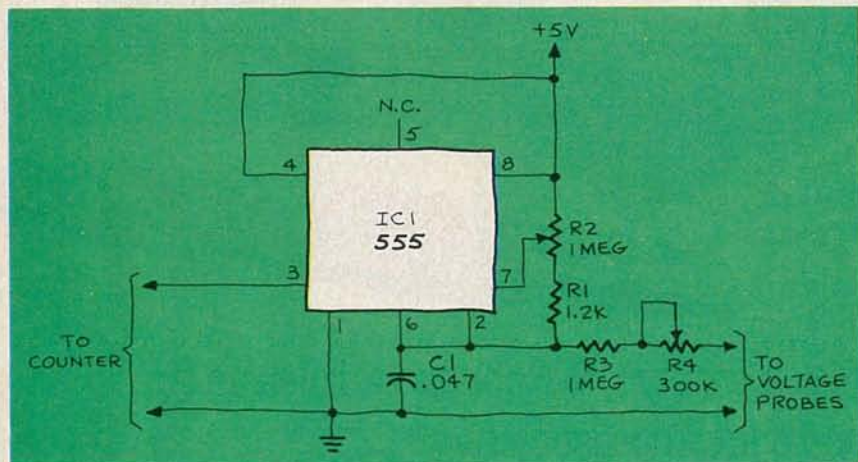 +5V
N.C.
5
4
8
IC1
555
R2
1MEG
3
7
R1
1.2K
1
6
2
TO
COUNTER
C1
.047
R3
1MEG
R4
300K
TO
VOLTAGE
PROBES